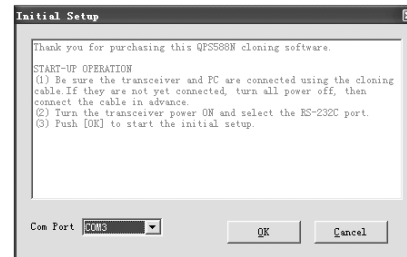 Initial Setup
Thank you for purchasing this QPS588N cloning software.
START-UP OPERATION
(1) Be sure the transceiver and PC are connected using the cloning
cable.If they are not yet connected, turn all power off, then
connect the cable in advance.
(2) Turn the transceiver power ON and select the RS-232C port.
(3) Push [OK] to start the initial setup.
Com Port COM3 OK Cancel